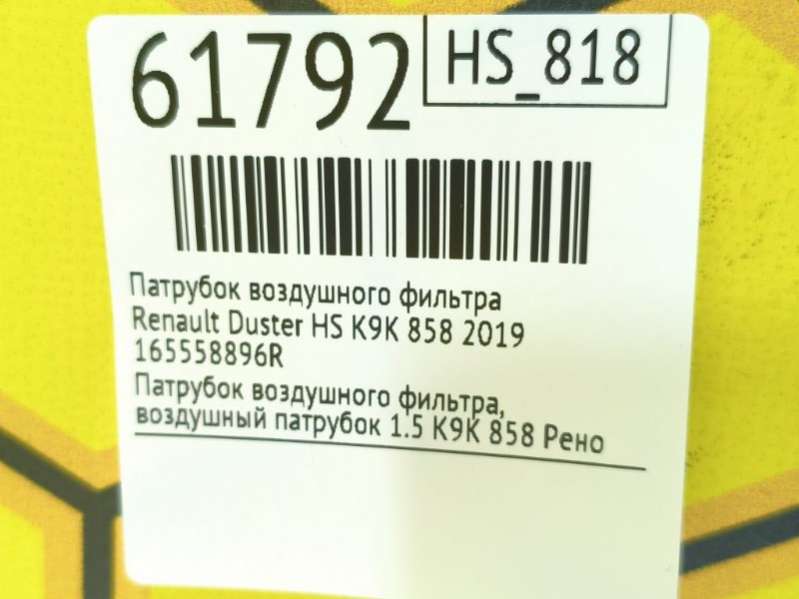 61792
HS_818
Патрубок воздушного фильтра
Renault Duster HS K9K 858 2019
165558896R
Патрубок воздушного фильтра,
воздушный патрубок 1.5 K9K 858 Рено